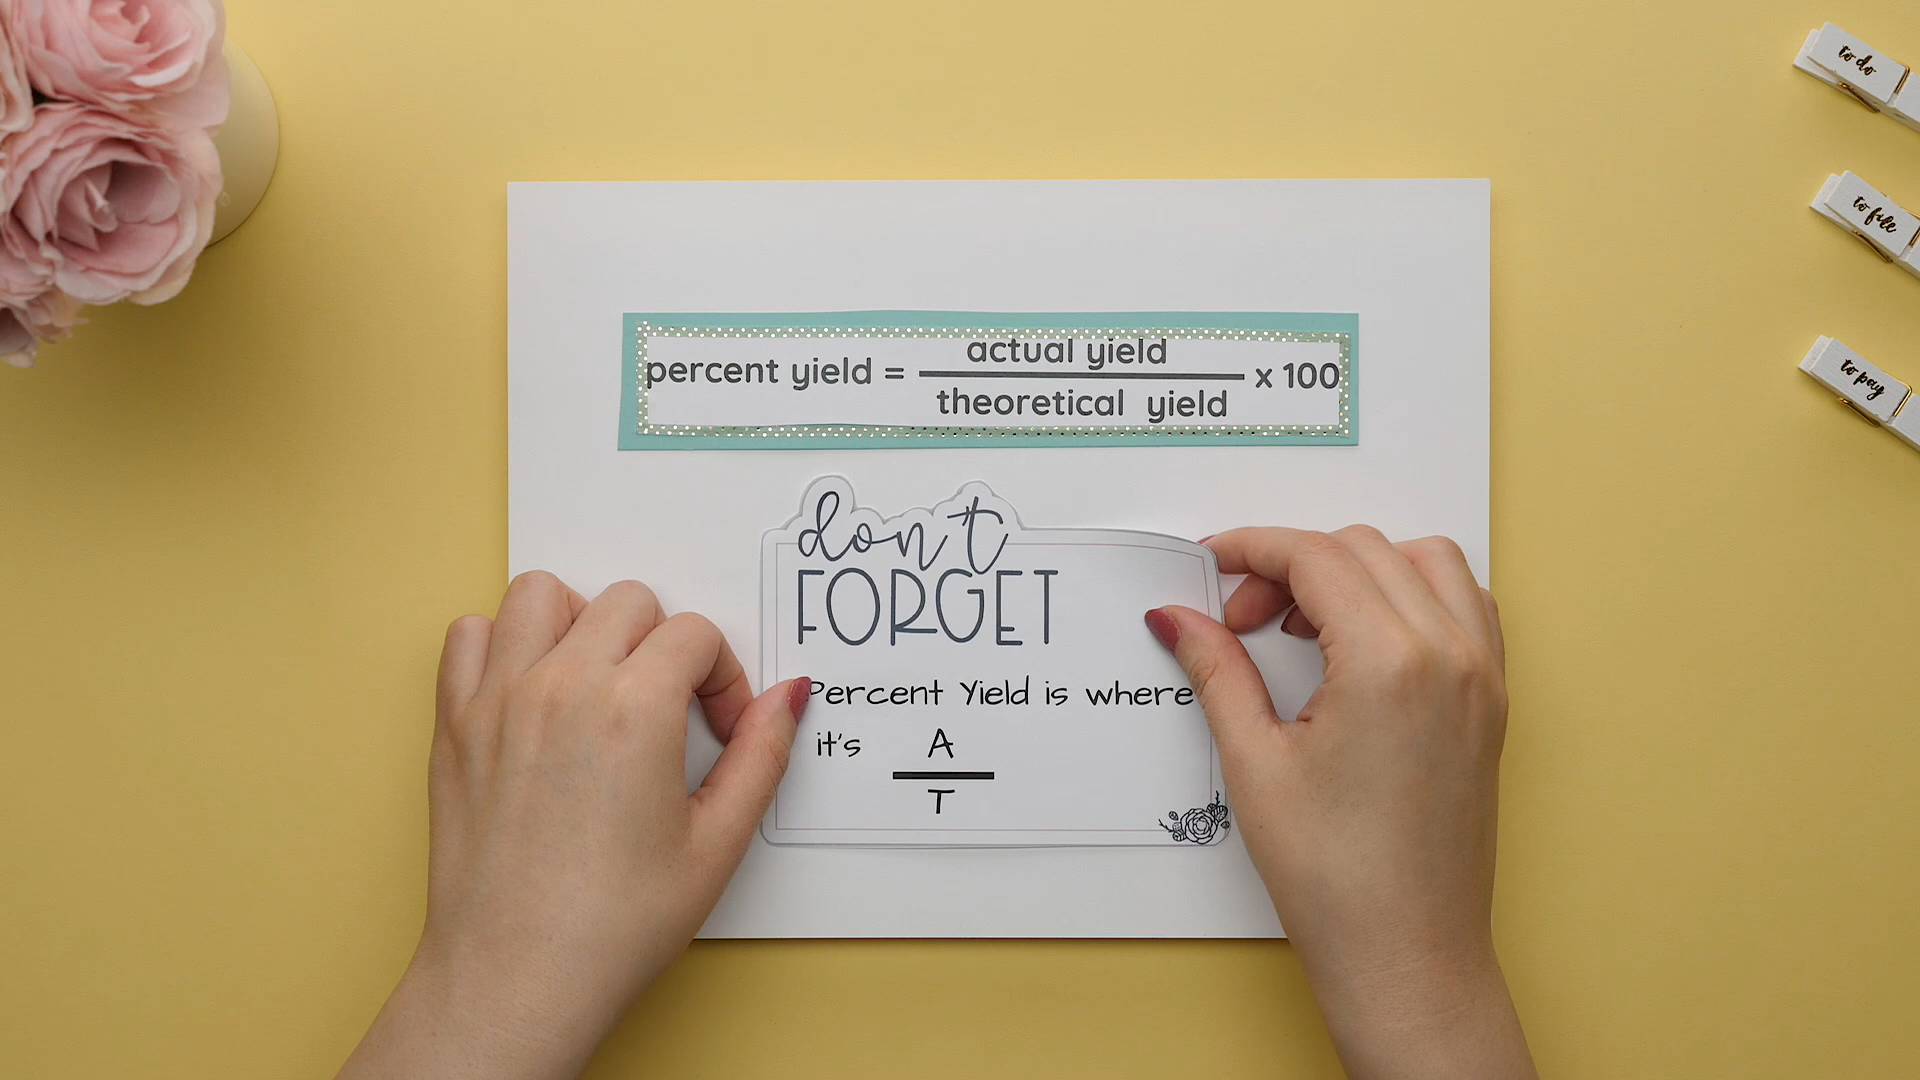 to do
to file
to pay
actual yield
percent yield = ———— x 100
theoretical yield
don't
FORGET
Percent Yield is where
it's A
T